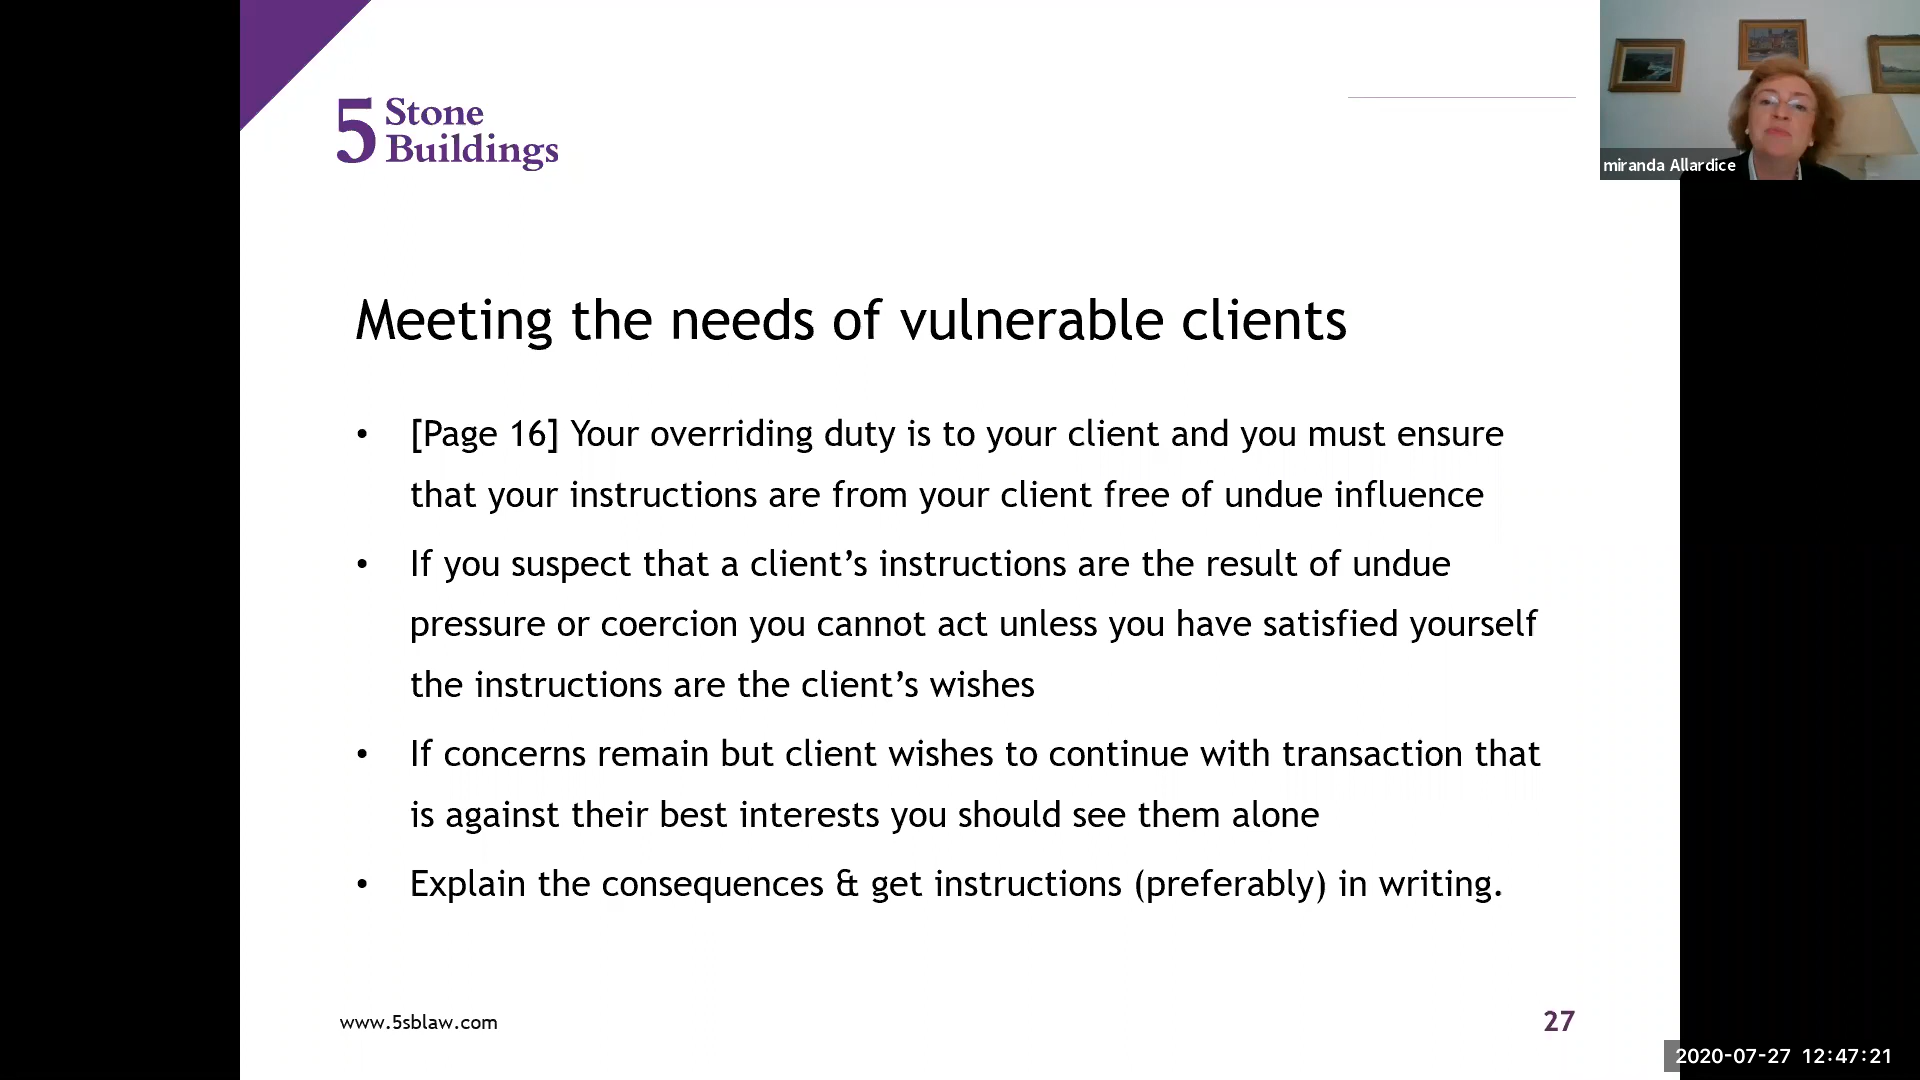 5 Stone
Buildings
miranda Allardice
Meeting the needs of vulnerable clients
• [Page 16] Your overriding duty is to your client and you must ensure
that your instructions are from your client free of undue influence
• If you suspect that a client’s instructions are the result of undue
pressure or coercion you cannot act unless you have satisfied yourself
the instructions are the client’s wishes
• If concerns remain but client wishes to continue with transaction that
is against their best interests you should see them alone
• Explain the consequences & get instructions (preferably) in writing.
www.5sblaw.com
27
2020-07-27 12:47:21